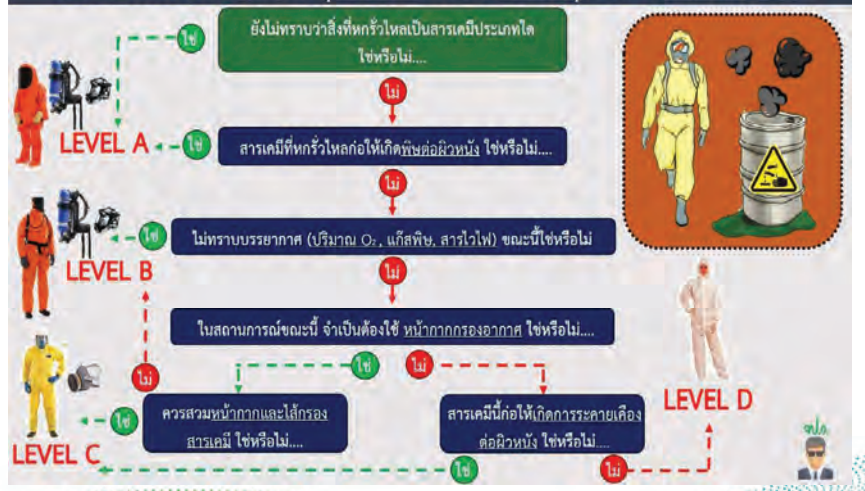 ยังไม่ทราบว่าสิ่งที่หกรั่วไหลเป็นสารเคมีประเภทใด
ใช่หรือไม่....
ใช่
ไม่
LEVEL A
ใช่
สารเคมีที่หกรั่วไหลก่อให้เกิดพิษต่อผิวหนัง ใช่หรือไม่....
ไม่
ใช่
ไม่ทราบบรรยากาศ (ปริมาณ O₂, แก๊สพิษ, สารไวไฟ) ขณะนี้ใช่หรือไม่
LEVEL B
ไม่
ในสถานการณ์ขณะนี้ จำเป็นต้องใช้ หน้ากากกรองอากาศ ใช่หรือไม่....
ใช่
ไม่
ไม่
ควรสวมหน้ากากและไส้กรอง
สารเคมี ใช่หรือไม่....
ใช่
LEVEL C
สารเคมีนี้ก่อให้เกิดการระคายเคือง
ต่อผิวหนัง ใช่หรือไม่....
ใช่
ไม่
LEVEL D